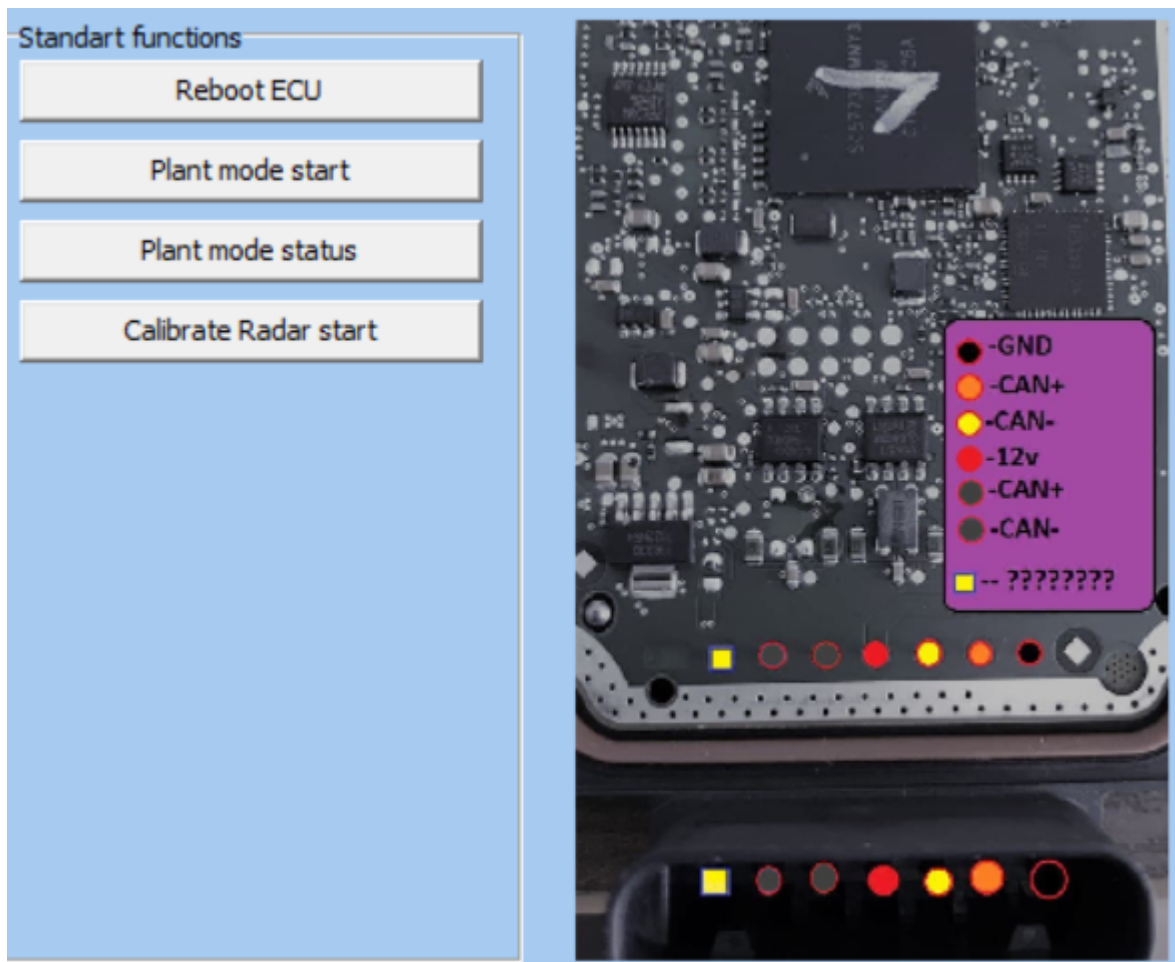 Standart functions
Reboot ECU
Plant mode start
Plant mode status
Calibrate Radar start
-GND
-CAN+
-CAN-
-12v
-CAN+
-CAN-
-- ????????